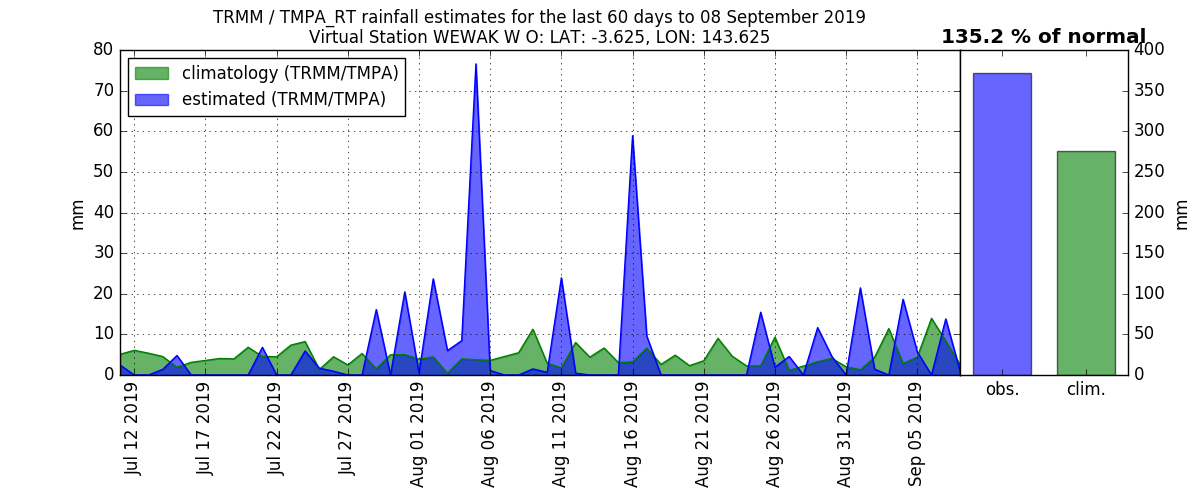 TRMM / TMPA_RT rainfall estimates for the last 60 days to 08 September 2019
Virtual Station WEWAK W O: LAT: -3.625, LON: 143.625
135.2 % of normal
climatology (TRMM/TMPA)
estimated (TRMM/TMPA)
mm
80
70
60
50
40
30
20
10
0
Jul 12 2019
Jul 17 2019
Jul 22 2019
Jul 27 2019
Aug 01 2019
Aug 06 2019
Aug 11 2019
Aug 16 2019
Aug 21 2019
Aug 26 2019
Aug 31 2019
Sep 05 2019
obs.
clim.
400
350
300
250
200
150
100
50
0
mm